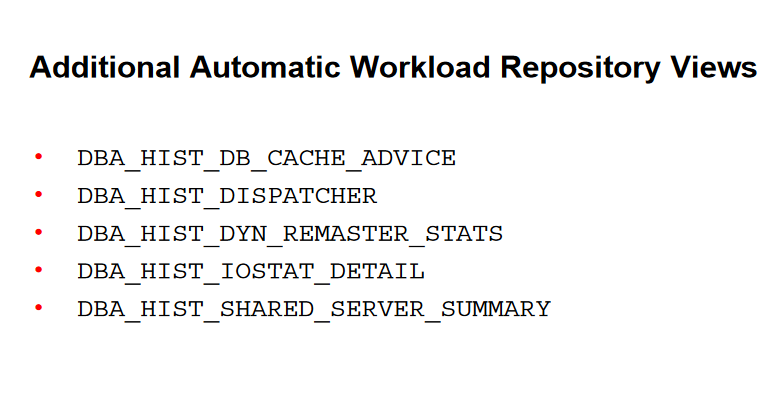 Additional Automatic Workload Repository Views
• DBA_HIST_DB_CACHE_ADVICE
• DBA_HIST_DISPATCHER
• DBA_HIST_DYN_REMASTER_STATS
• DBA_HIST_IOSTAT_DETAIL
• DBA_HIST_SHARED_SERVER_SUMMARY